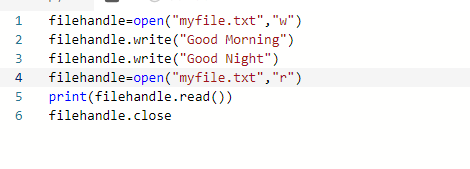 1 filehandle=open("myfile.txt","w")
2 filehandle.write("Good Morning")
3 filehandle.write("Good Night")
4 filehandle=open("myfile.txt","r")
5 print(filehandle.read())
6 filehandle.close